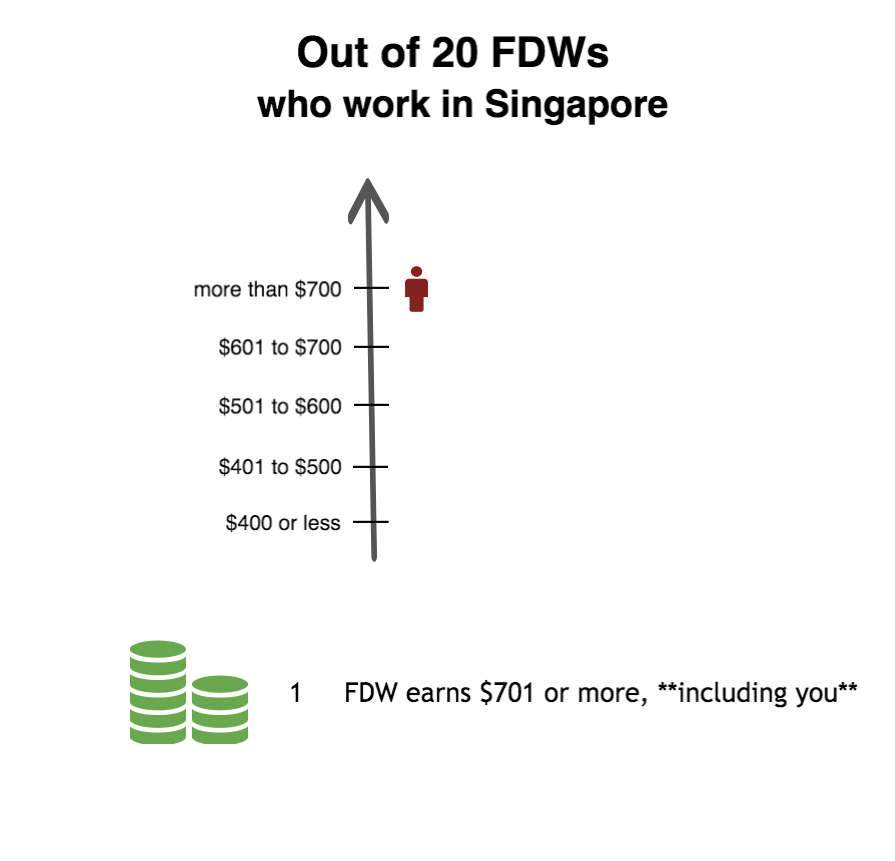 Out of 20 FDWs
who work in Singapore
more than $700
$601 to $700
$501 to $600
$401 to $500
$400 or less
1 FDW earns $701 or more, **including you**